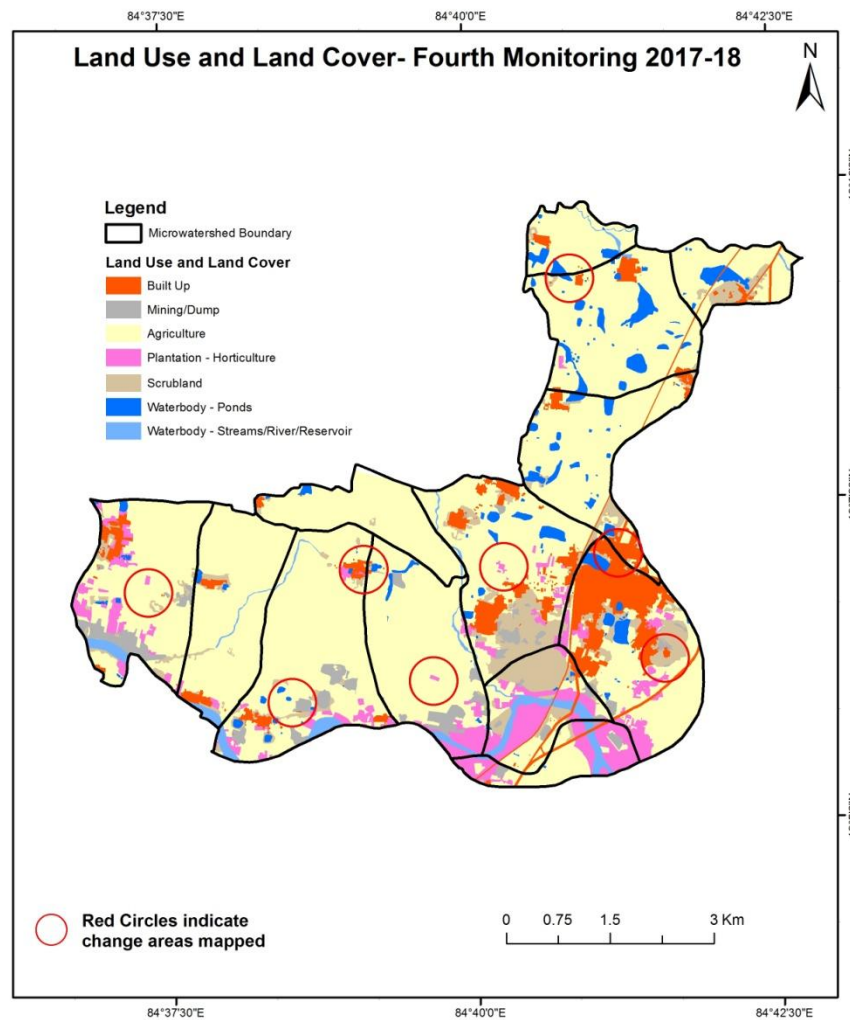 84°37'30"E 84°40'0"E 84°42'30"E
Land Use and Land Cover- Fourth Monitoring 2017-18
N
Legend
Microwatershed Boundary
Land Use and Land Cover
Built Up
Mining/Dump
Agriculture
Plantation - Horticulture
Scrubland
Waterbody - Ponds
Waterbody - Streams/River/Reservoir
Red Circles indicate
change areas mapped
0 0.75 1.5 3 Km
84°37'30"E 84°40'0"E 84°42'30"E